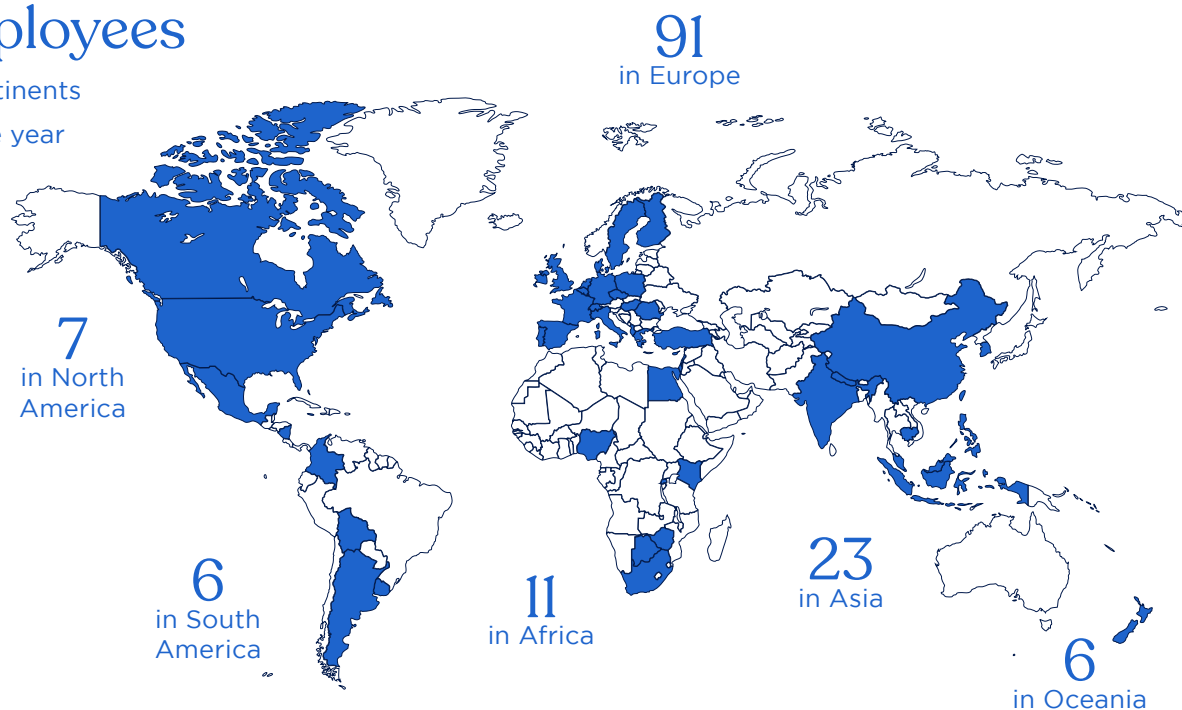 ployees
tinents
e year
91
in Europe
7
in North
America
6
in South
America
11
in Africa
23
in Asia
6
in Oceania